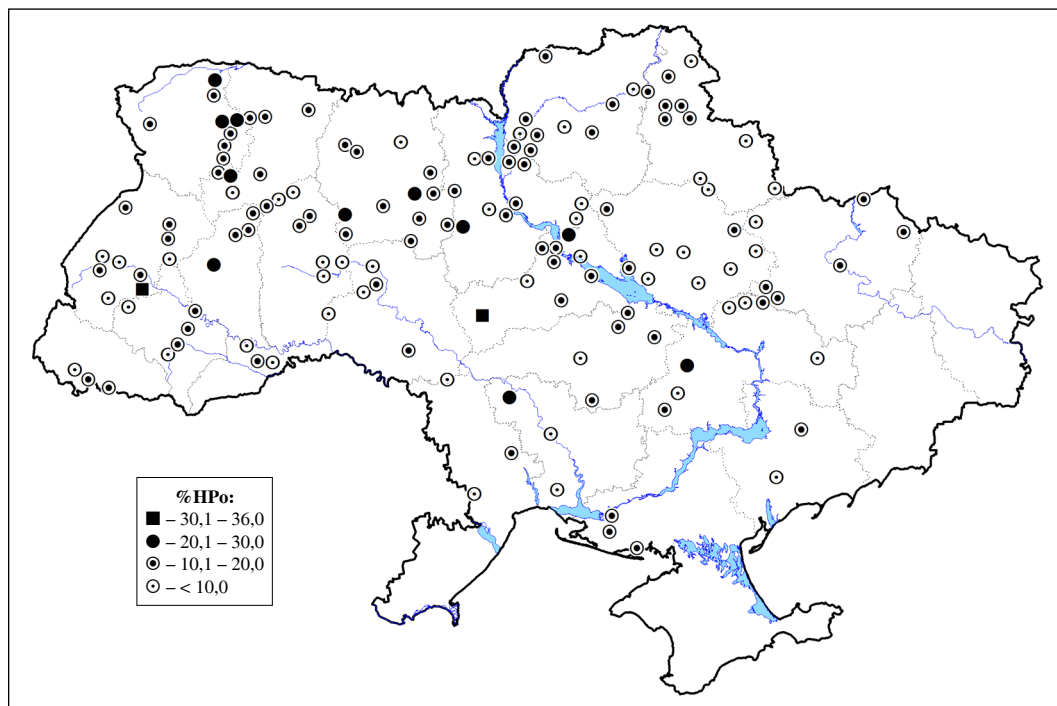 %HPo:
– 30,1 – 36,0
– 20,1 – 30,0
– 10,1 – 20,0
– < 10,0